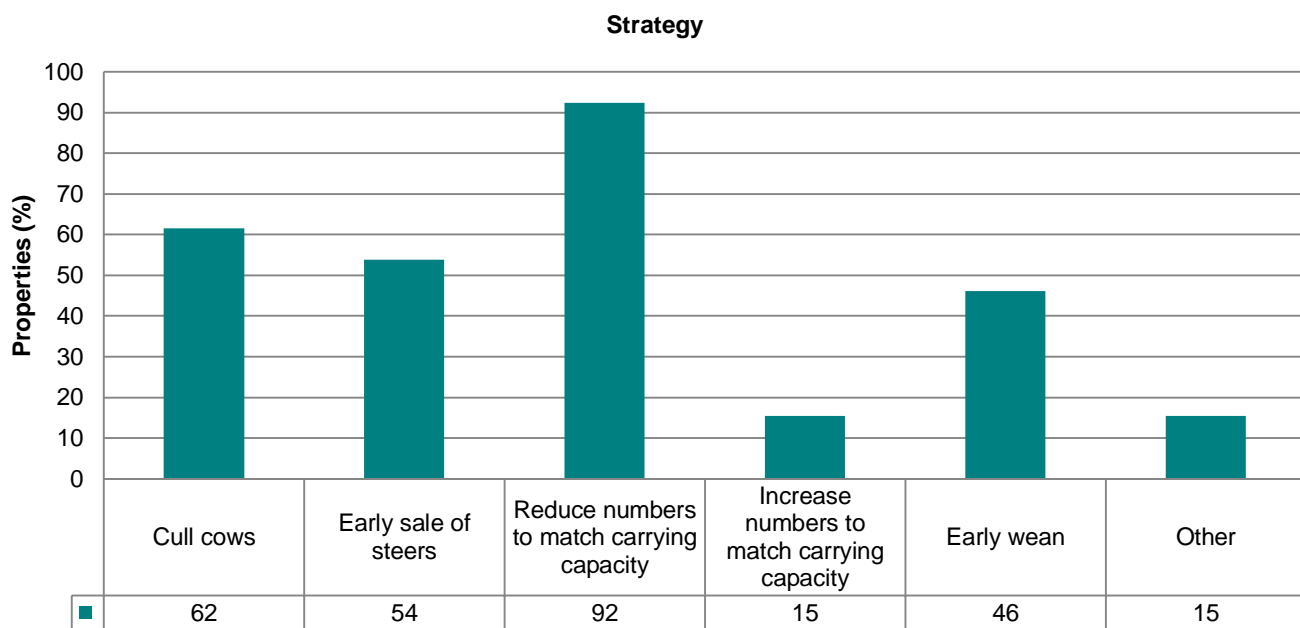 Strategy
Properties (%)
100
90
80
70
60
50
40
30
20
10
0
Cull cows
Early sale of
steers
Reduce numbers
to match carrying
capacity
Increase
numbers to
match carrying
capacity
Early wean
Other
62 54 92 15 46 15